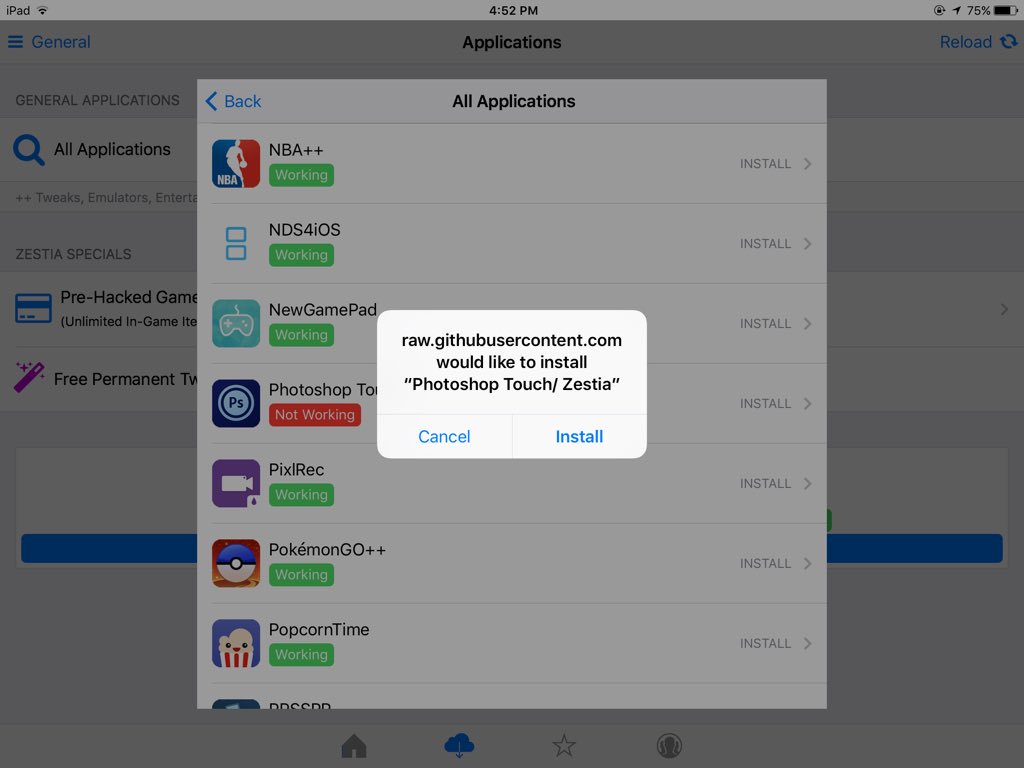 iPad
4:52 PM
75%
General
Applications
Reload
GENERAL APPLICATIONS
All Applications
++ Tweaks, Emulators, Enterta
ZESTIA SPECIALS
Pre-Hacked Game
(Unlimited In-Game Ite
Free Permanent Tw
Back
All Applications
NBA
NBA++
Working
INSTALL
NDS4iOS
Working
INSTALL
NewGamePad
Working
INSTALL
Ps
Photoshop Tou
Not Working
INSTALL
PixlRec
Working
INSTALL
PokémonGO++
Working
INSTALL
PopcornTime
Working
INSTALL
raw.githubusercontent.com
would like to install
“Photoshop Touch/ Zestia”
Cancel
Install